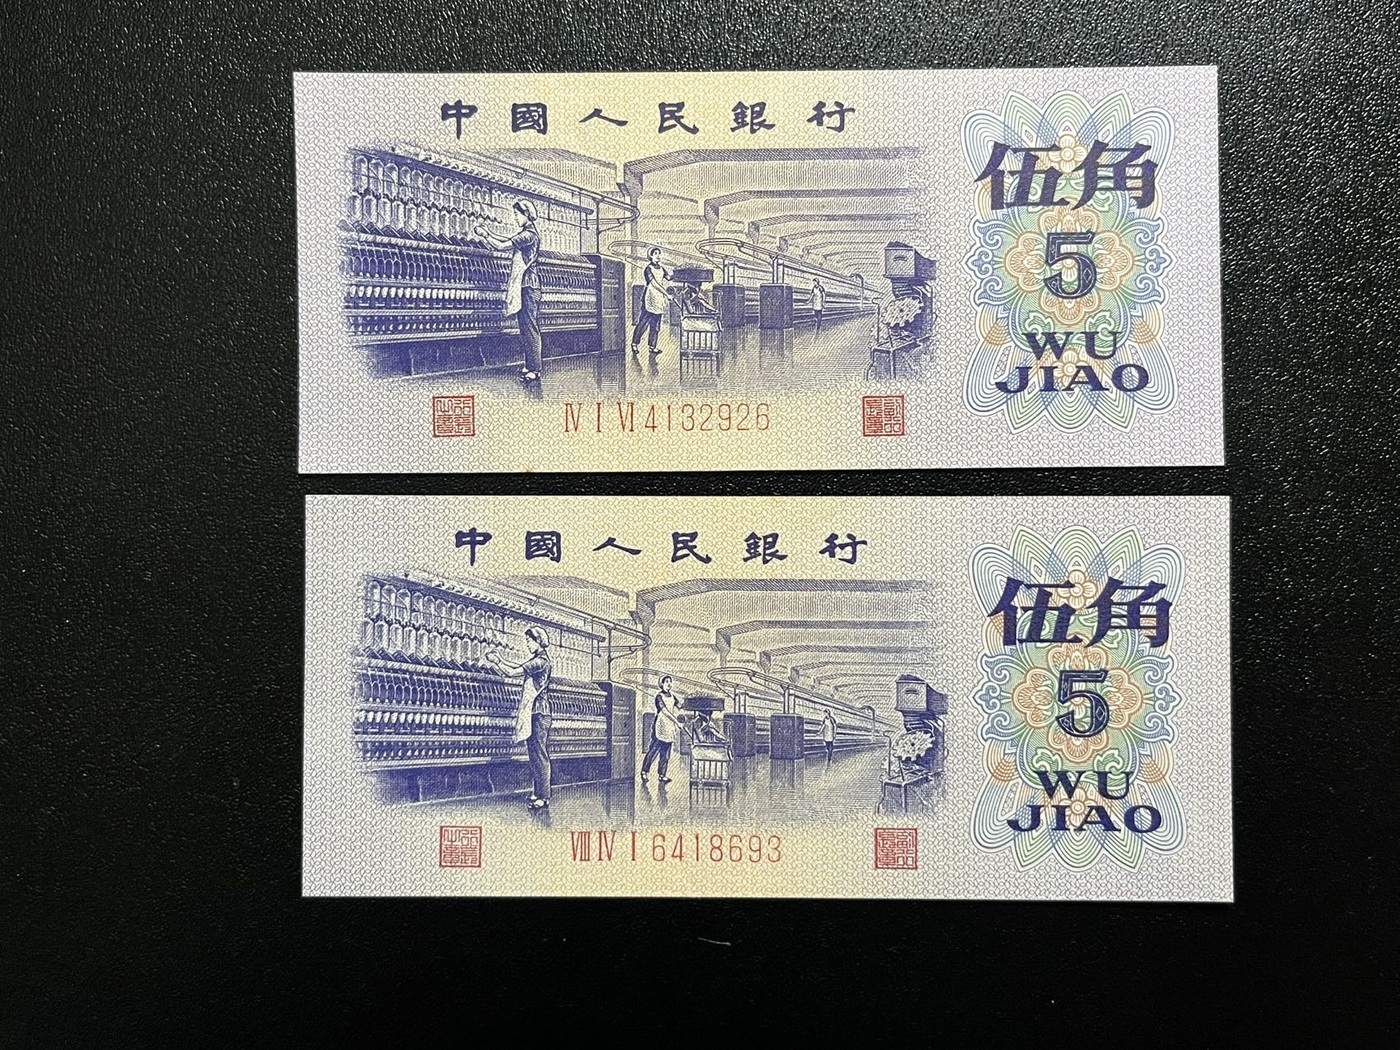 中國人民銀行
伍角
5
WU
JIAO
Ⅳ Ⅰ Ⅵ 4132926
中國人民銀行
伍角
5
WU
JIAO
Ⅷ Ⅳ Ⅰ 6418693